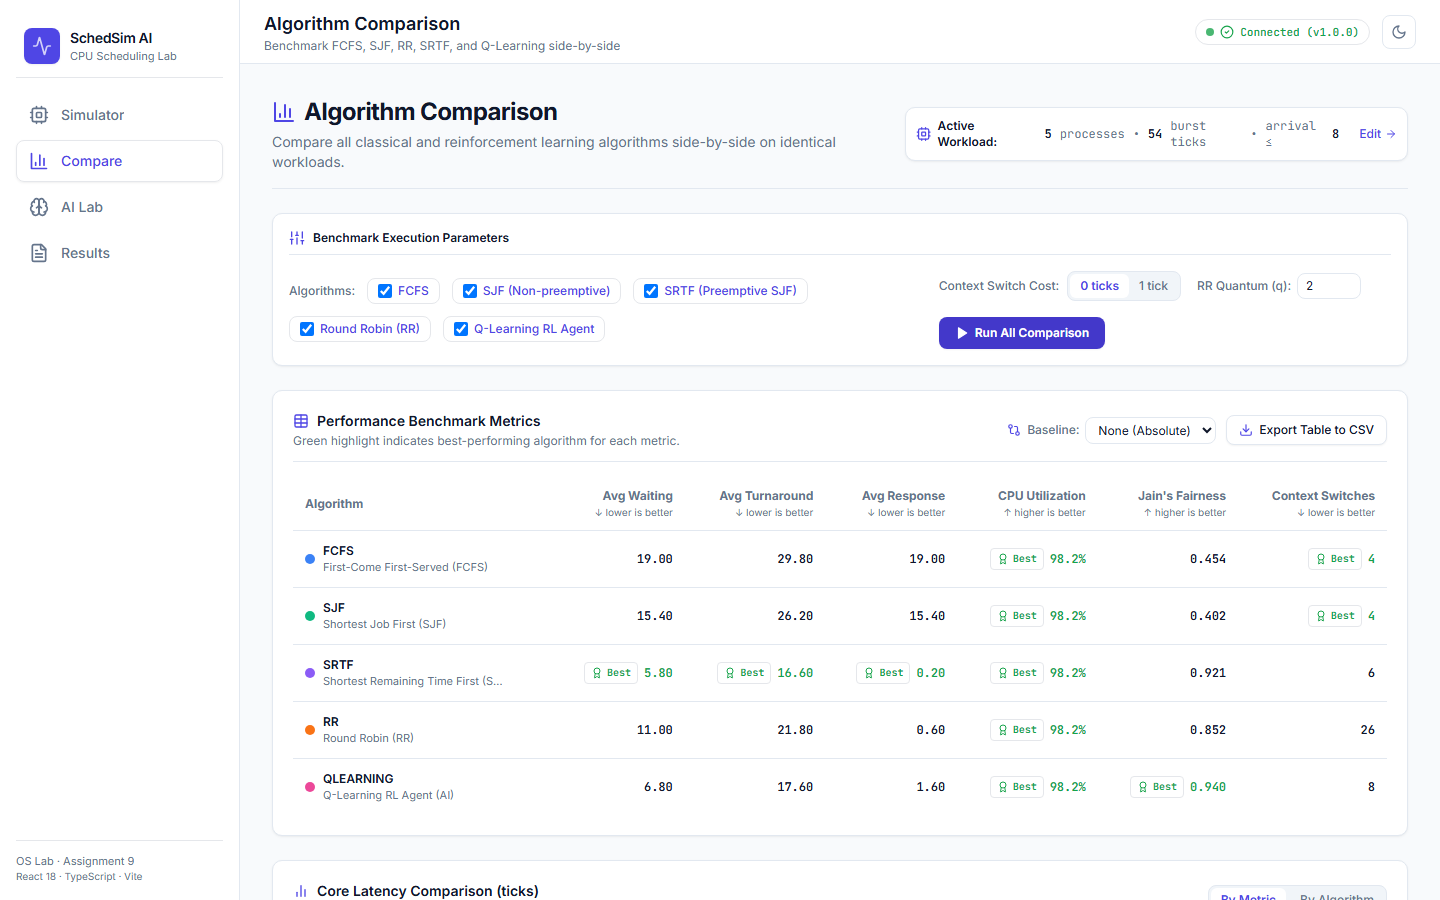 SchedSim AI
CPU Scheduling Lab
Simulator
Compare
AI Lab
Results
OS Lab · Assignment 9
React 18 · TypeScript · Vite
Algorithm Comparison
Benchmark FCFS, SJF, RR, SRTF, and Q-Learning side-by-side
Connected (v1.0.0)
Algorithm Comparison
Compare all classical and reinforcement learning algorithms side-by-side on identical
workloads.
Active Workload: 5 processes • 54 burst ticks • arrival ≤ 8 Edit →
Benchmark Execution Parameters
Algorithms: FCFS SJF (Non-preemptive) SRTF (Preemptive SJF)
Round Robin (RR) Q-Learning RL Agent
Context Switch Cost: 0 ticks 1 tick RR Quantum (q): 2
Run All Comparison
Performance Benchmark Metrics
Green highlight indicates best-performing algorithm for each metric.
Baseline: None (Absolute) Export Table to CSV
Algorithm Avg Waiting Avg Turnaround Avg Response CPU Utilization Jain's Fairness Context Switches
↓ lower is better ↓ lower is better ↓ lower is better ↑ higher is better ↑ higher is better ↓ lower is better
FCFS
First-Come First-Served (FCFS)
19.00 29.80 19.00 Best 98.2% 0.454 Best 4
SJF
Shortest Job First (SJF)
15.40 26.20 15.40 Best 98.2% 0.402 Best 4
SRTF
Shortest Remaining Time First (S...
Best 5.80 Best 16.60 Best 0.20 Best 98.2% 0.921 6
RR
Round Robin (RR)
11.00 21.80 0.60 Best 98.2% 0.852 26
QLEARNING
Q-Learning RL Agent (AI)
6.80 17.60 1.60 Best 98.2% Best 0.940 8
Core Latency Comparison (ticks)
By Metric By Algorithm